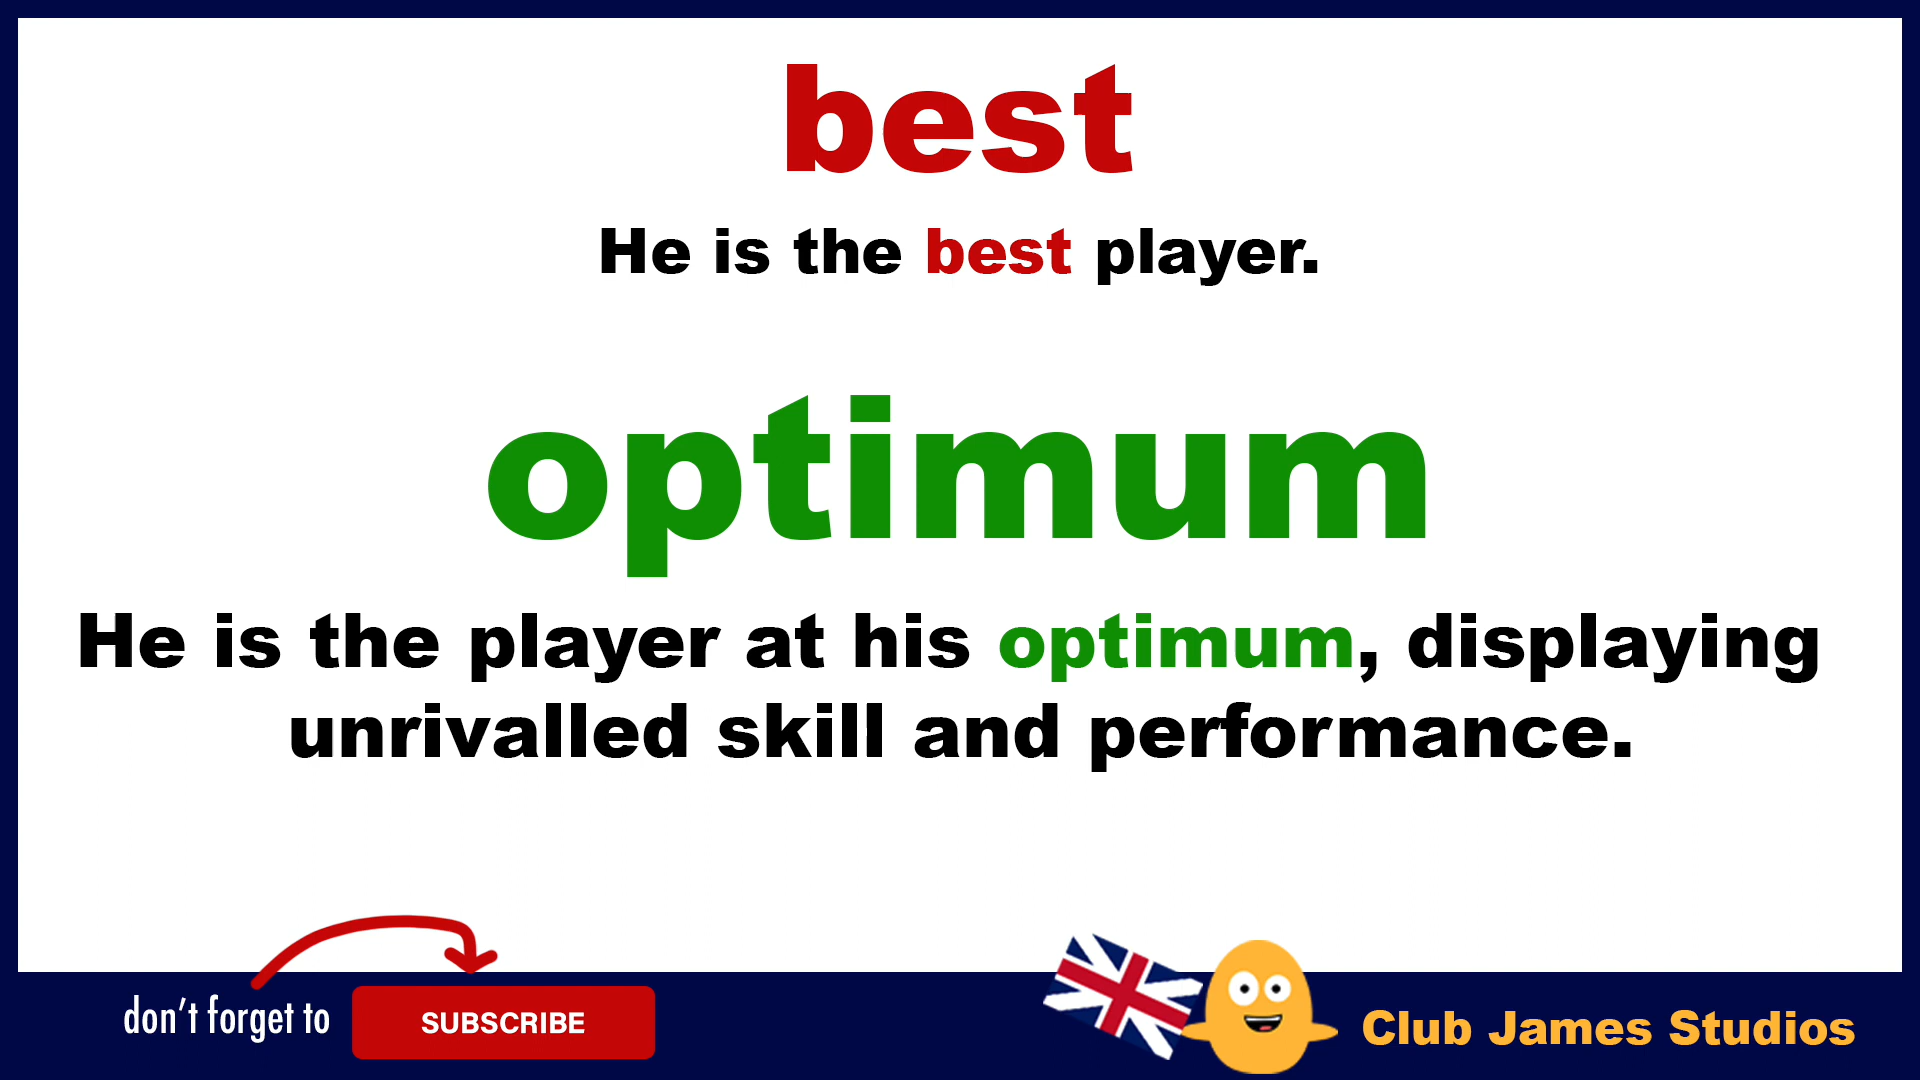 best
He is the best player.
optimum
He is the player at his optimum, displaying
unrivalled skill and performance.
don't forget to
SUBSCRIBE
Club James Studios